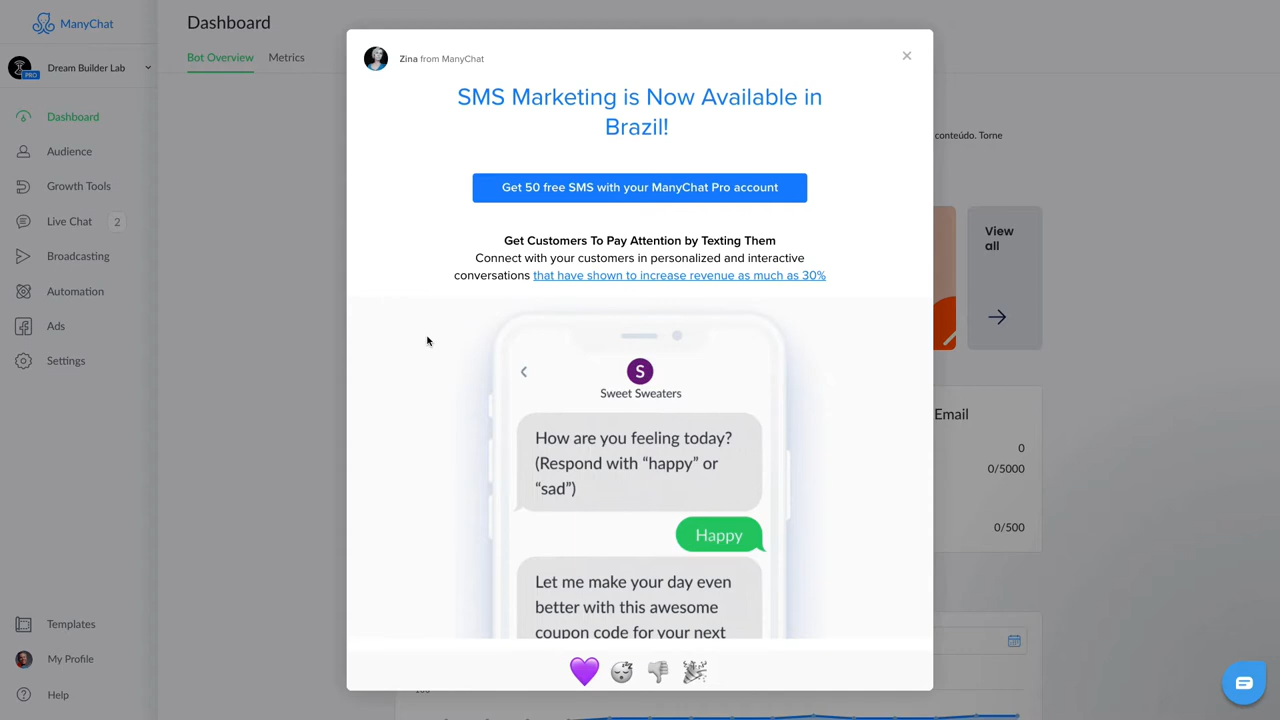 ManyChat
Dream Builder Lab
PRO
Dashboard
Audience
Growth Tools
Live Chat 2
Broadcasting
Automation
Ads
Settings
Templates
My Profile
Help
Dashboard
Bot Overview Metrics
Zina from ManyChat
SMS Marketing is Now Available in
Brazil!
Get 50 free SMS with your ManyChat Pro account
Get Customers To Pay Attention by Texting Them
Connect with your customers in personalized and interactive
conversations that have shown to increase revenue as much as 30%
S
Sweet Sweaters
How are you feeling today?
(Respond with “happy” or
“sad”)
Happy
Let me make your day even
better with this awesome
coupon code for your next
conteúdo. Torne
View
all
Email
0
0/5000
0/500